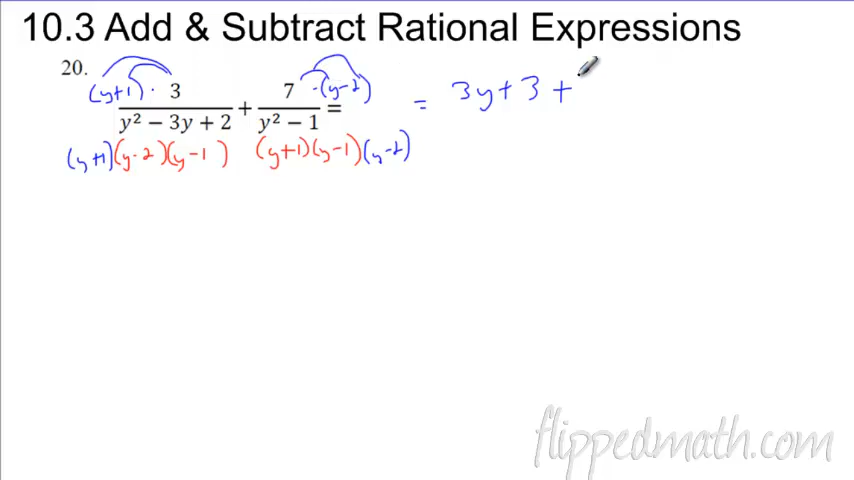 10.3 Add & Subtract Rational Expressions
20.
(y+1) · 3 / y² − 3y + 2 + 7 · (y-2) / y² − 1 = = 3y + 3 +
(y+1)(y-2)(y-1) (y+1)(y-1)(y-2)
flippedmath.com